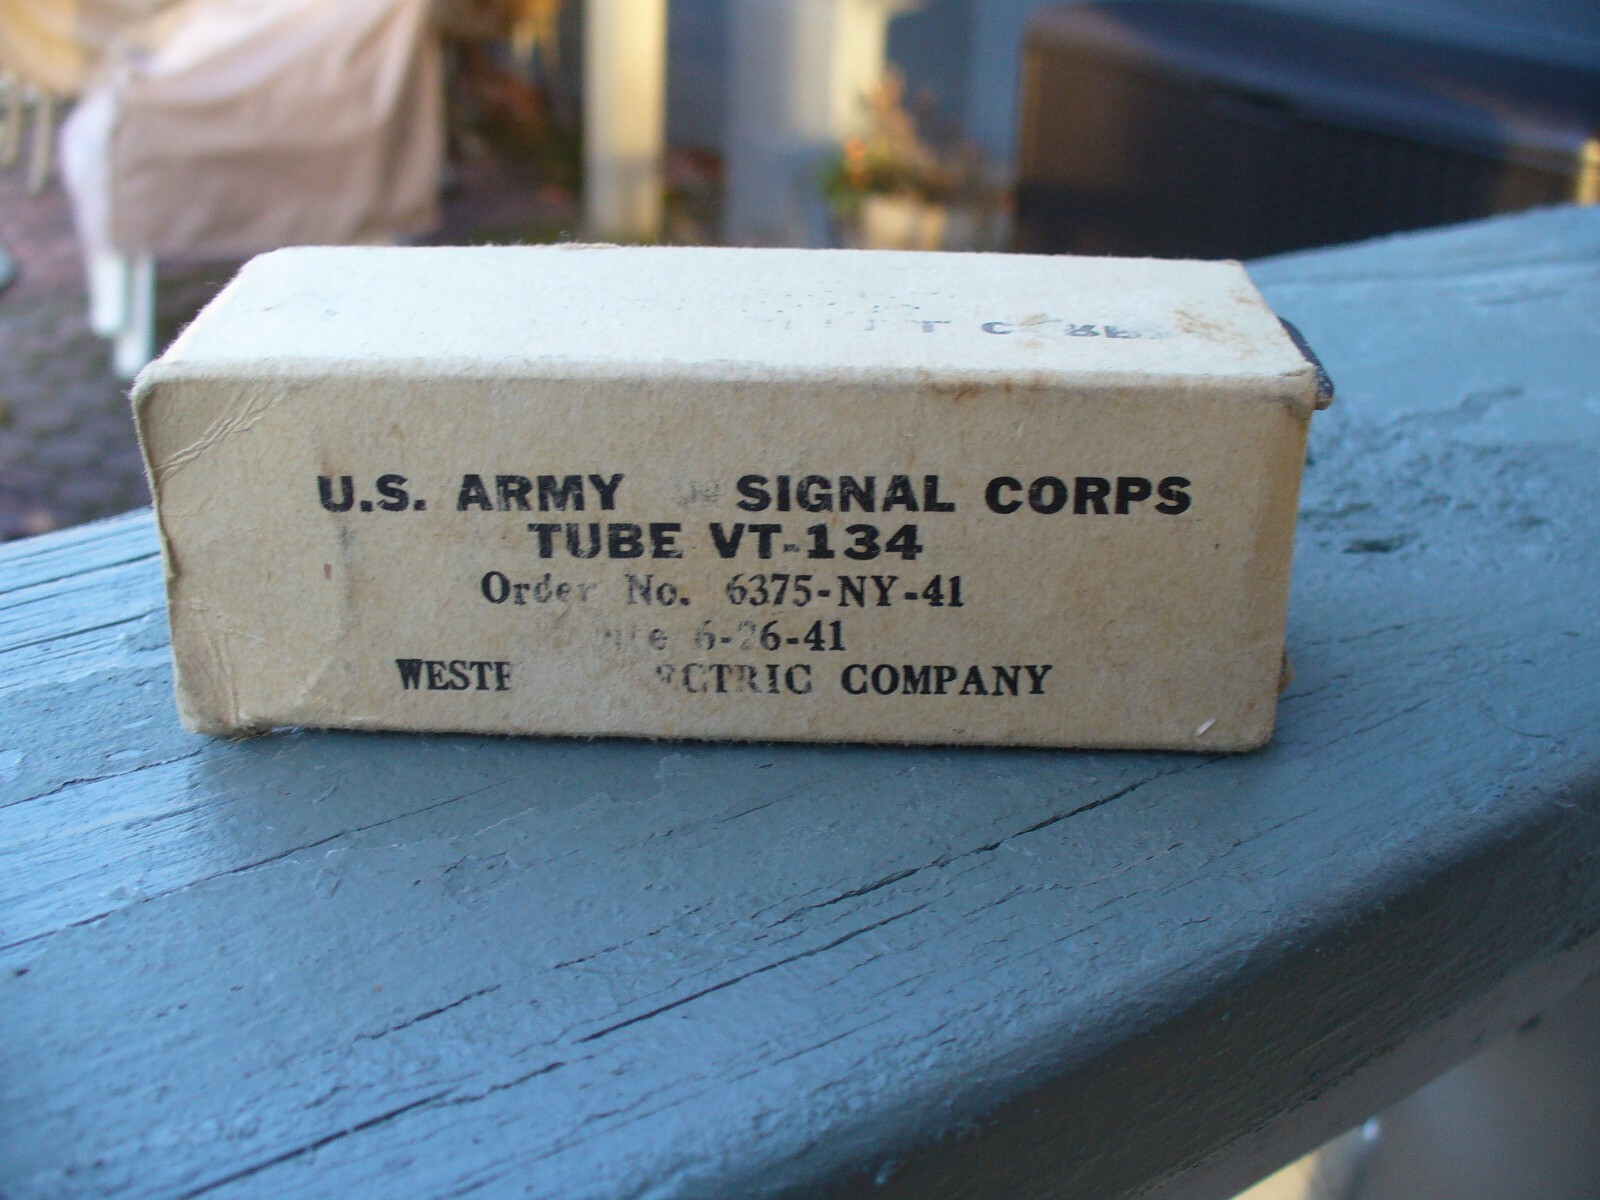 U.S. ARMY SIGNAL CORPS
TUBE VT-134
Order No. 6375-NY-41
6-26-41
COMPANY